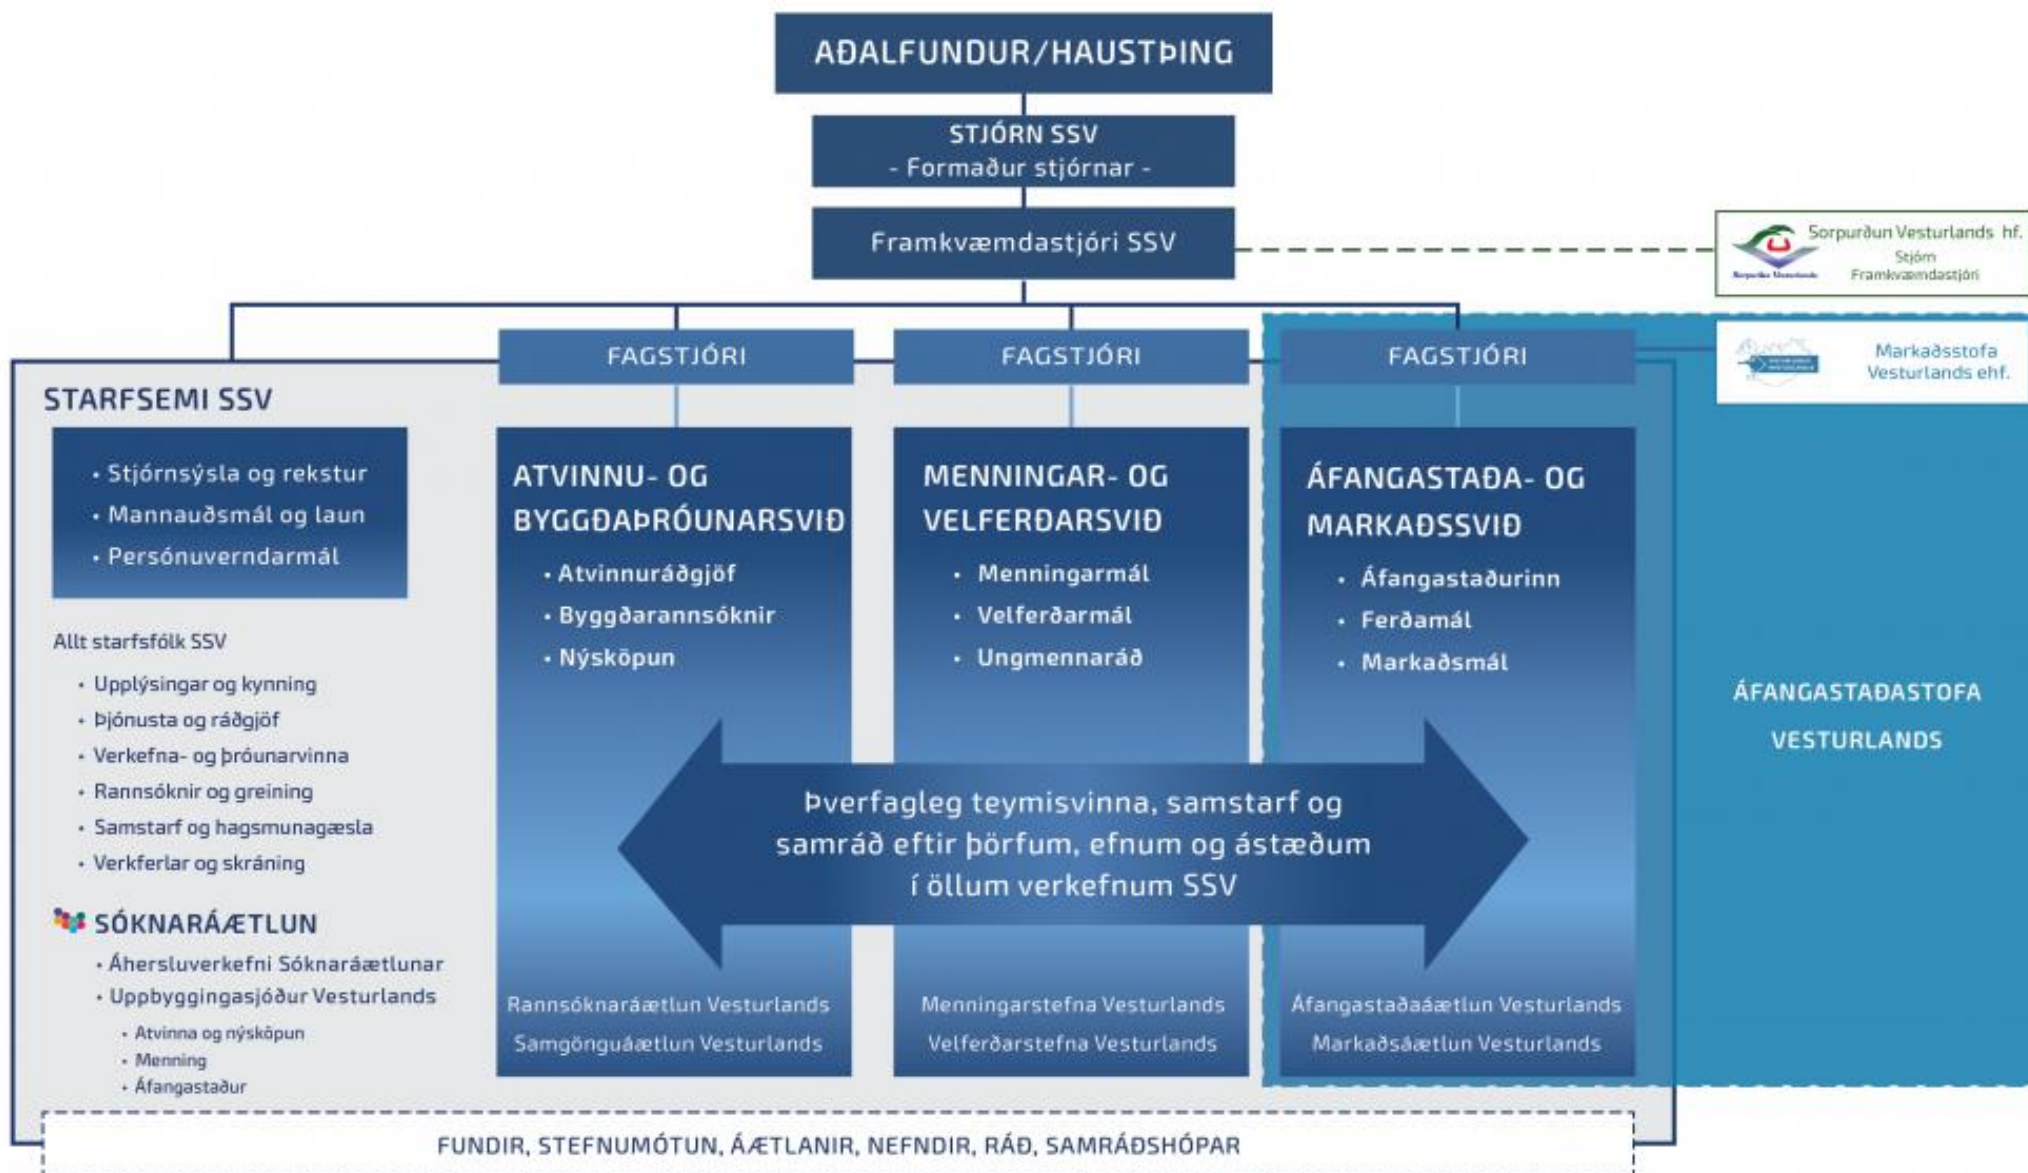 AÐALFUNDUR/HAUSTÞING
STJÓRN SSV
- Formaður stjórnar -
Framkvæmdastjóri SSV
Sorpurðun Vesturlands hf.
Stjórn
Framkvæmdastjóri
FAGSTJÓRI
FAGSTJÓRI
FAGSTJÓRI
Markaðsstofa
Vesturlands ehf.
STARFSEMI SSV
• Stjórnsýsla og rekstur
• Mannauðsmál og laun
• Persónuverndarmál
Allt starfsfólk SSV
• Upplýsingar og kynning
• Þjónusta og ráðgjöf
• Verkefna- og þróunarvinna
• Rannsóknir og greining
• Samstarf og hagsmunagæsla
• Verkferlar og skráning
SÓKNARÁÆTLUN
• Áhersluverkefni Sóknaráætlunar
• Uppbyggingasjóður Vesturlands
• Atvinna og nýsköpun
• Menning
• Áfangastaður
ATVINNU- OG
BYGGÐAÞRÓUNARSVIÐ
• Atvinnuráðgjöf
• Byggðarannsóknir
• Nýsköpun
MENNINGAR- OG
VELFERÐARSVIÐ
• Menningarmál
• Velferðarmál
• Ungmennaráð
ÁFANGASTAÐA- OG
MARKAÐSSVIÐ
• Áfangastaðurinn
• Ferðamál
• Markaðsmál
Þverfagleg teymisvinna, samstarf og
samráð eftir þörfum, efnum og ástæðum
í öllum verkefnum SSV
Rannsóknaráætlun Vesturlands
Samgönguáætlun Vesturlands
Menningarstefna Vesturlands
Velferðarstefna Vesturlands
Áfangastaðaáætlun Vesturlands
Markaðsáætlun Vesturlands
ÁFANGASTAÐASTOFA
VESTURLANDS
FUNDIR, STEFNUMÓTUN, ÁÆTLANIR, NEFNDIR, RÁÐ, SAMRÁÐSHÓPAR